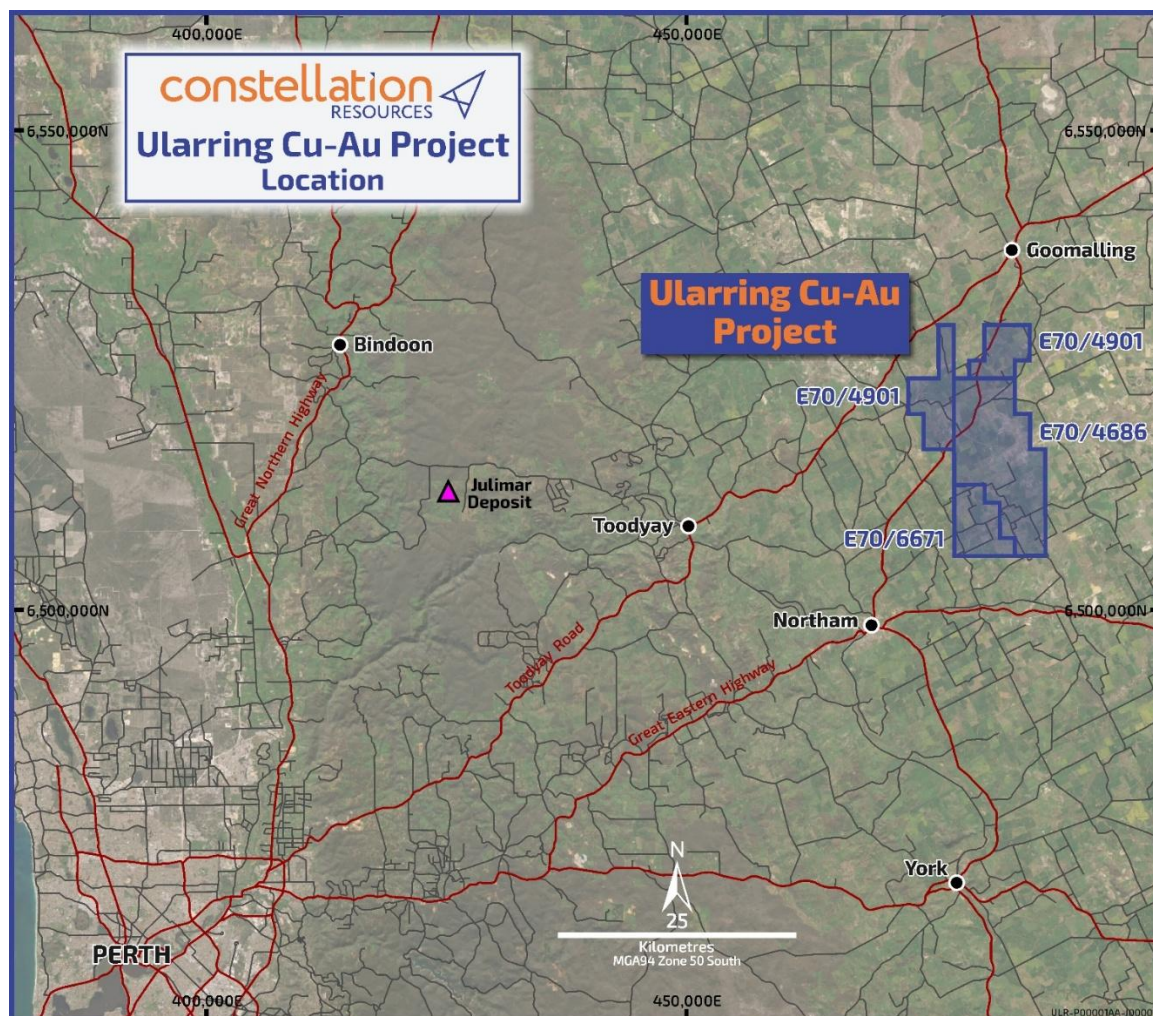 400,000E
450,000E
constellation
RESOURCES
Ularring Cu-Au Project
Location
6,550,000N
6,550,000N
Goomalling
Ularring Cu-Au
Project
Bindoon
E70/4901
E70/4901
E70/4686
Great Northern Highway
Julimar
Deposit
Toodyay
E70/6671
6,500,000N
6,500,000N
Northam
Toodyay Road
Great Eastern Highway
N
25
Kilometres
MGA94 Zone 50 South
York
PERTH
400,000E
450,000E